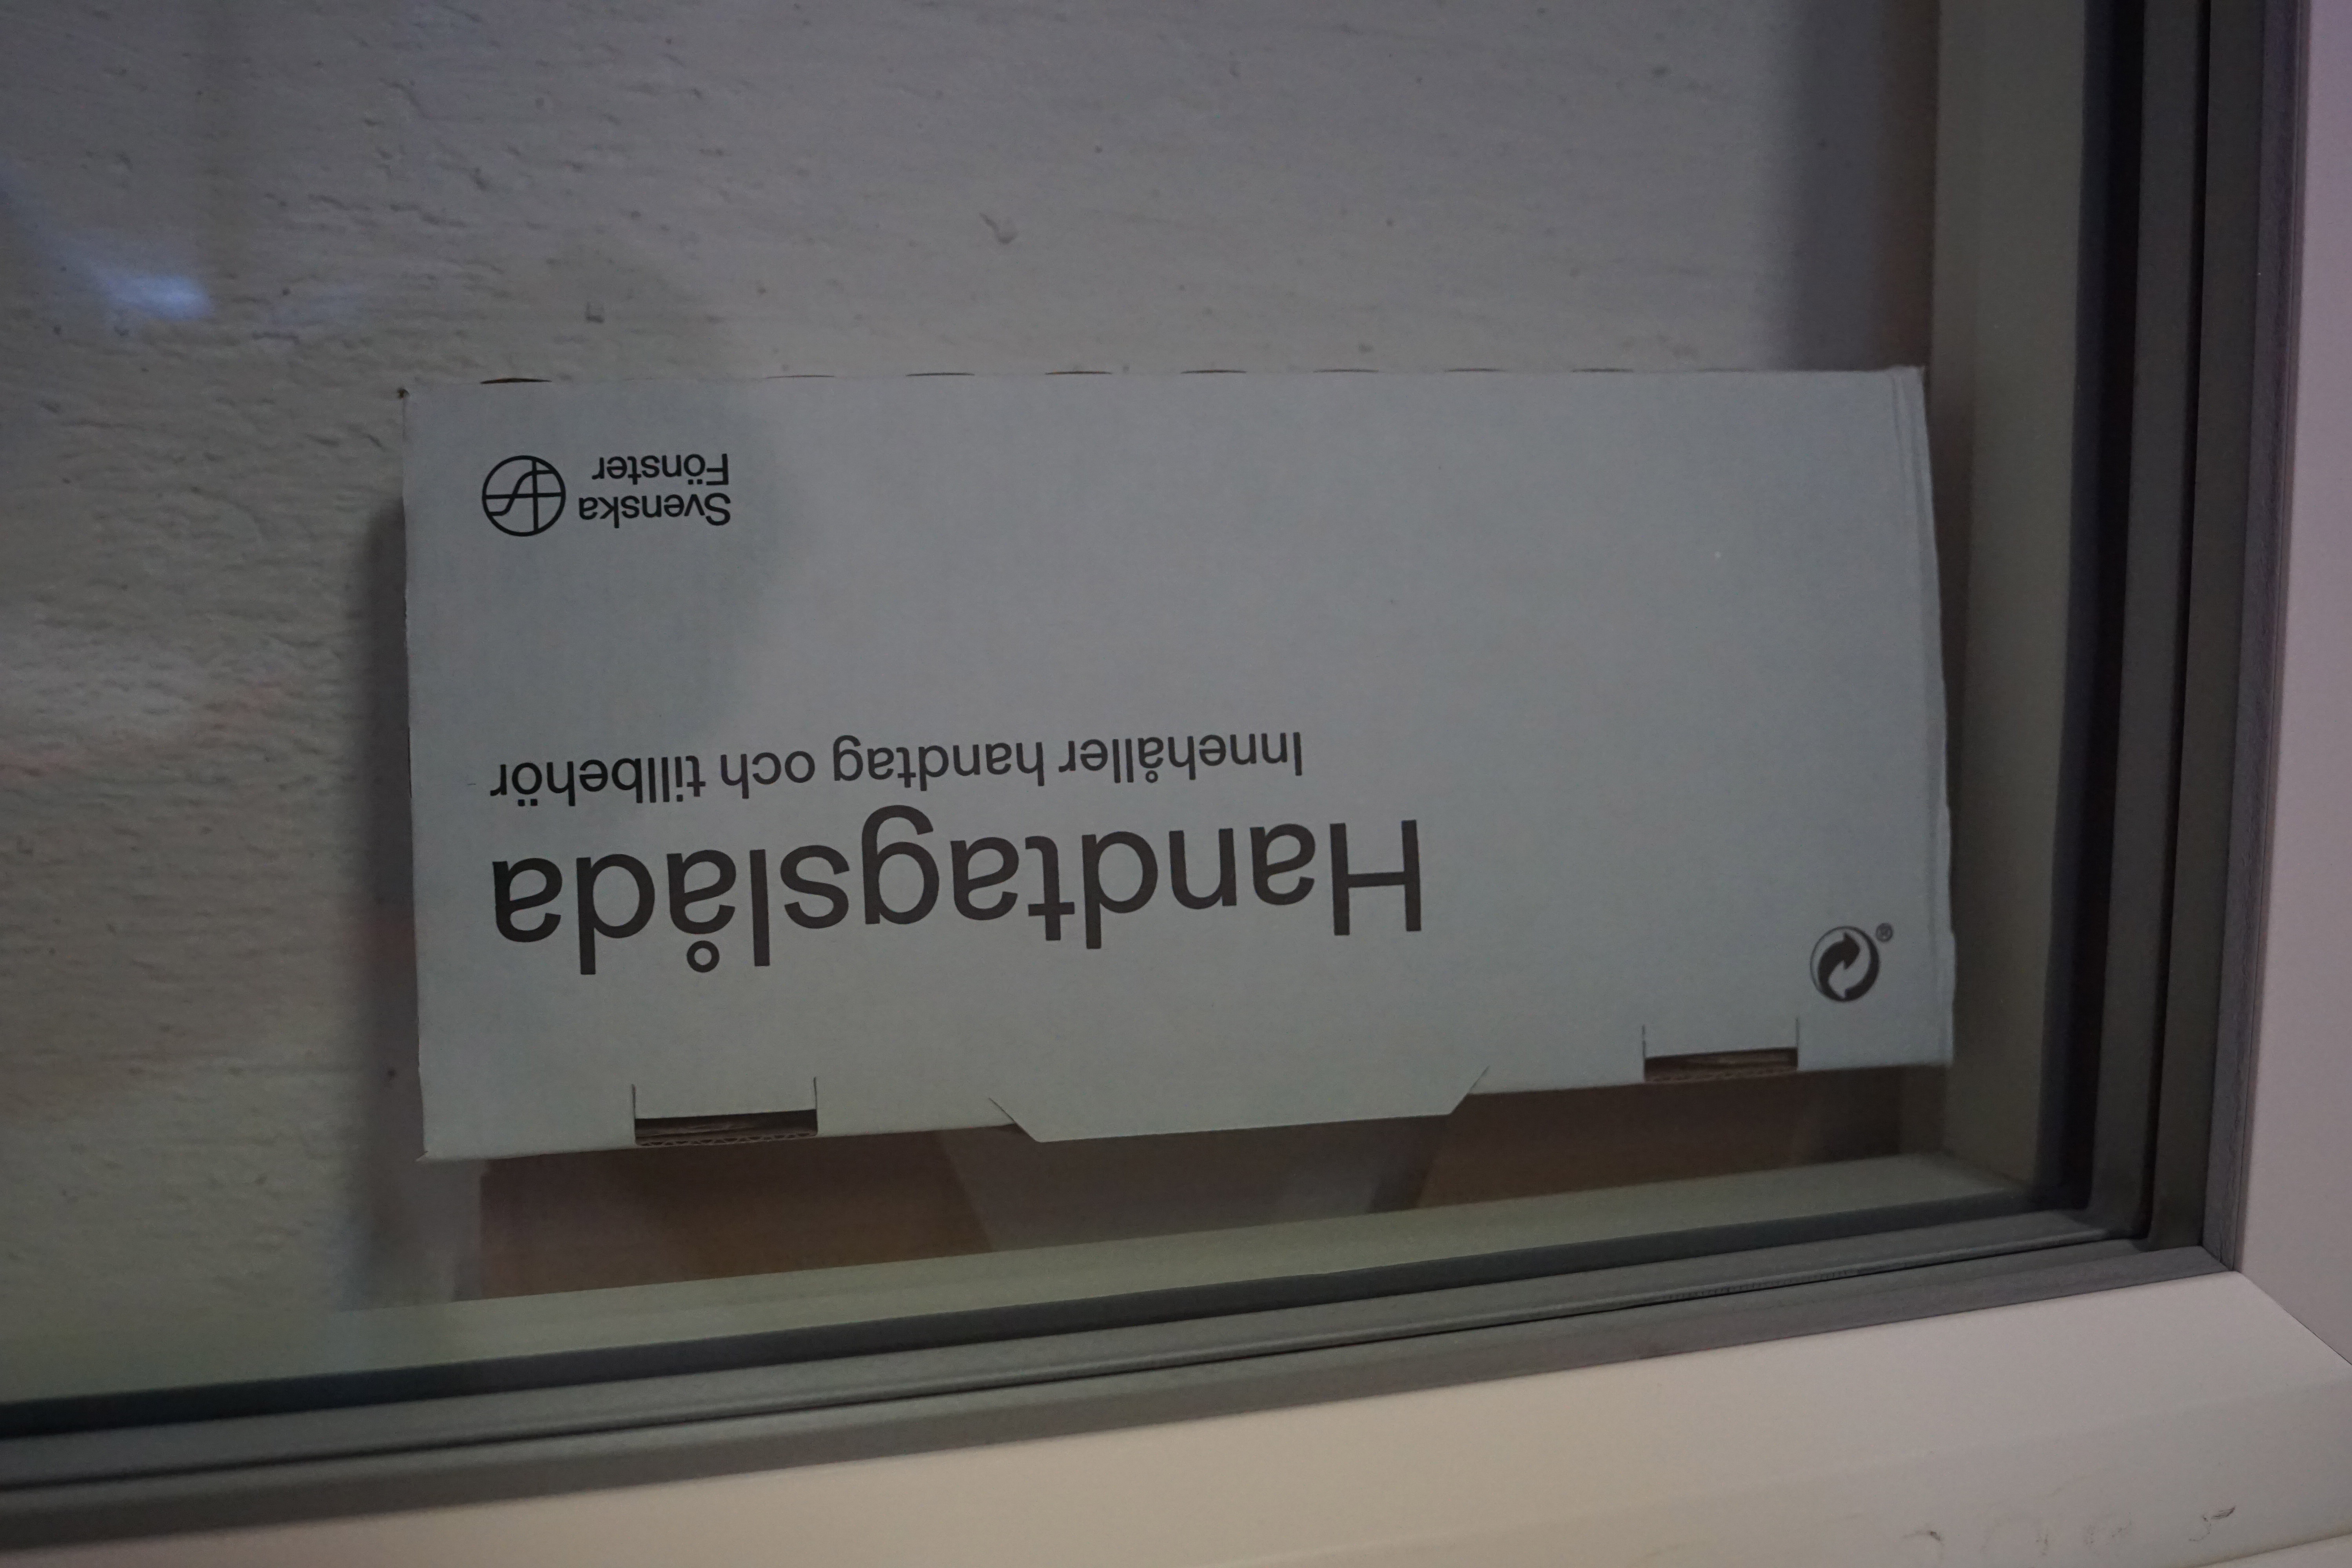 Handtagslåda
Innehåller handtag och tillbehör
Svenska
Fönster
®